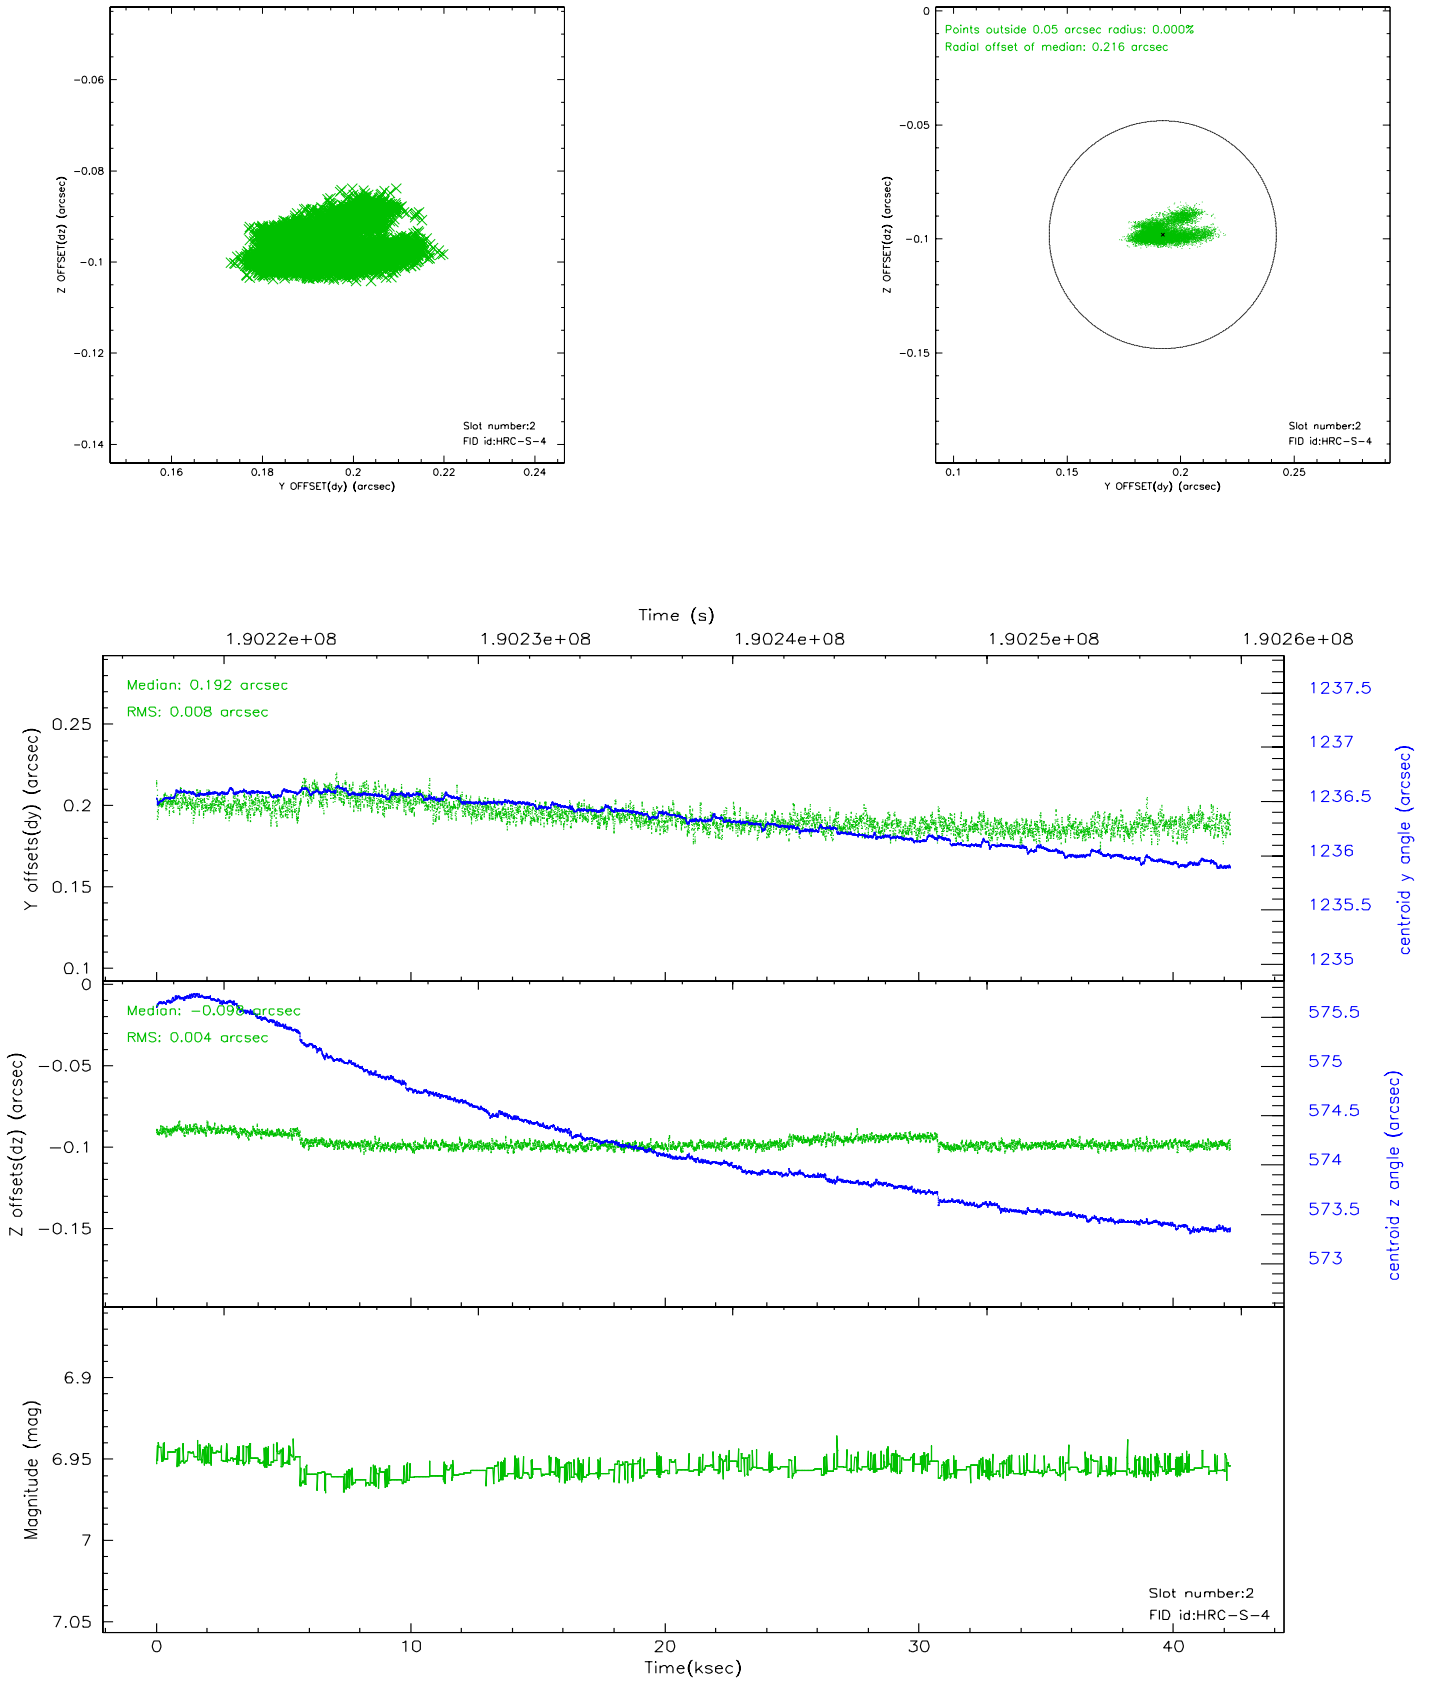 −0.06
−0.08
−0.1
−0.12
−0.14
Z OFFSET(dz) (arcsec)
0.16 0.18 0.2 0.22 0.24
Y OFFSET(dy) (arcsec)
Slot number:2
FID id:HRC−S−4
Points outside 0.05 arcsec radius: 0.000%
Radial offset of median: 0.216 arcsec
0
−0.05
−0.1
−0.15
Z OFFSET(dz) (arcsec)
0.1 0.15 0.2 0.25
Y OFFSET(dy) (arcsec)
Slot number:2
FID id:HRC−S−4
Time (s)
1.9022e+08 1.9023e+08 1.9024e+08 1.9025e+08 1.9026e+08
Median: 0.192 arcsec
RMS: 0.008 arcsec
0.25
0.2
0.15
0.1
Y offsets(dy) (arcsec)
1237.5
1237
1236.5
1236
1235.5
1235
centroid y angle (arcsec)
Median: −0.098 arcsec
RMS: 0.004 arcsec
0
−0.05
−0.1
−0.15
Z offsets(dz) (arcsec)
575.5
575
574.5
574
573.5
573
centroid z angle (arcsec)
6.9
6.95
7
7.05
Magnitude (mag)
Slot number:2
FID id:HRC−S−4
0 10 20 30 40
Time(ksec)